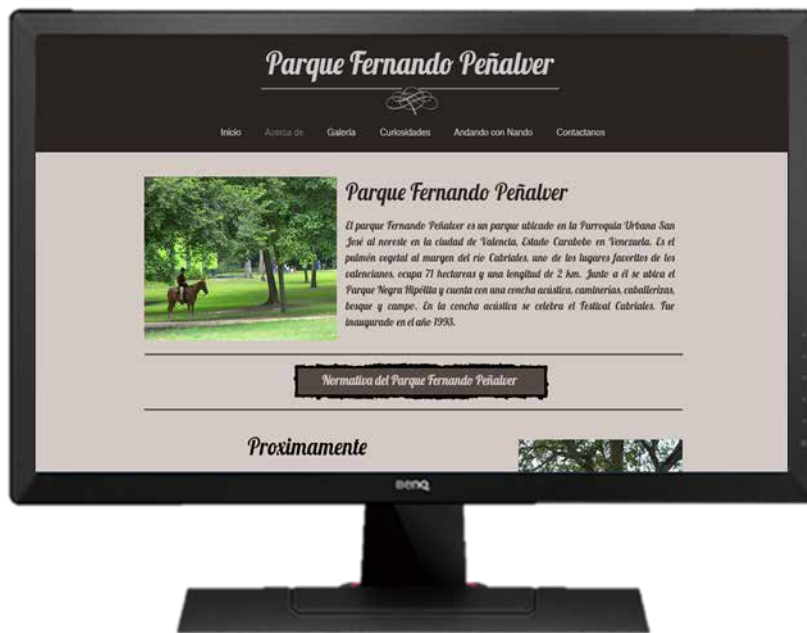 Parque Fernando Peñalver
Inicio Acerca de Galería Curiosidades Andando con Nando Contactanos
Parque Fernando Peñalver
El parque Fernando Peñalver es un parque ubicado en la Parroquia Urbana San
José al noreste en la ciudad de Valencia, Estado Carabobo en Venezuela. Es el
pulmón vegetal al margen del río Cabriales, uno de los lugares favoritos de los
valencianos, ocupa 71 hectareas y una longitud de 2 km. Junto a él se ubica el
Parque Negra Hipólita y cuenta con una concha acústica, caminerías, caballerizas,
bosque y campo. En la concha acústica se celebra el Festival Cabriales. Fue
inaugurado en el año 1993.
Normativa del Parque Fernando Peñalver
Proximamente
BenQ